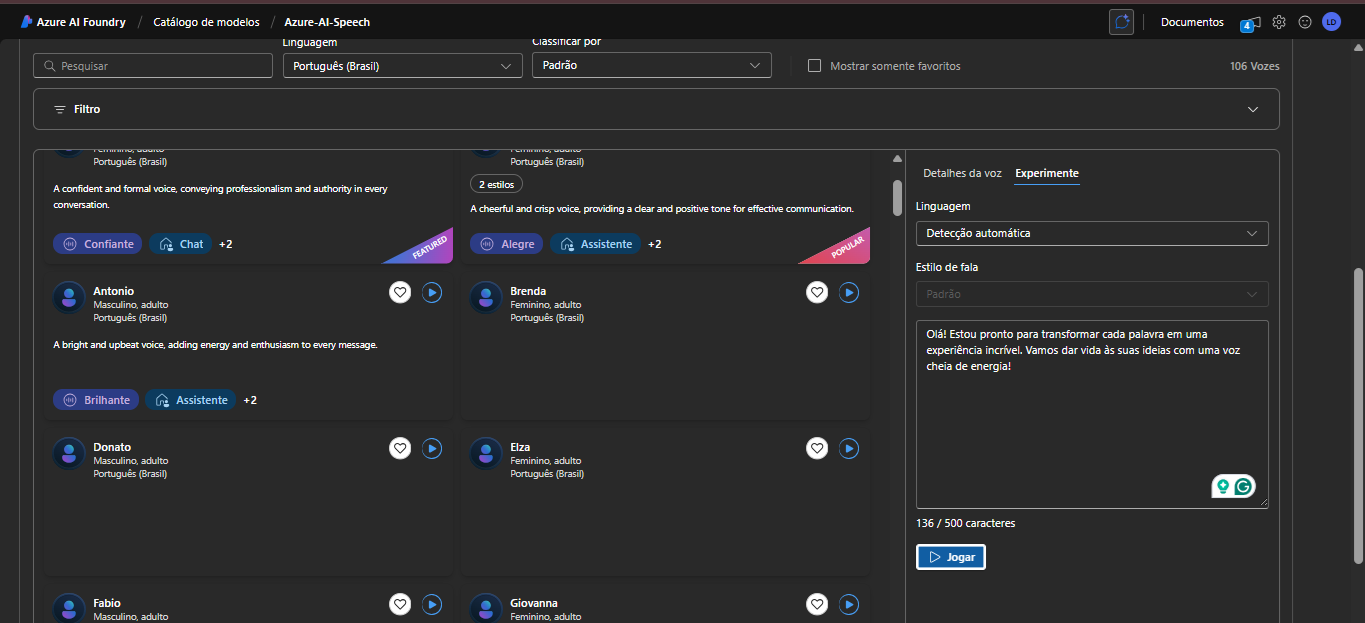 Azure AI Foundry / Catálogo de modelos / Azure-AI-Speech
Documentos
4
LD
Linguagem
Classificar por
Pesquisar
Português (Brasil)
Padrão
Mostrar somente favoritos
106 Vozes
Filtro
Feminino, adulto
Português (Brasil)
A confident and formal voice, conveying professionalism and authority in every
conversation.
Confiante
Chat
+2
FEATURED
Feminino, adulto
Português (Brasil)
2 estilos
A cheerful and crisp voice, providing a clear and positive tone for effective communication.
Alegre
Assistente
+2
POPULAR
Antonio
Masculino, adulto
Português (Brasil)
A bright and upbeat voice, adding energy and enthusiasm to every message.
Brilhante
Assistente
+2
Brenda
Feminino, adulto
Português (Brasil)
Donato
Masculino, adulto
Português (Brasil)
Elza
Feminino, adulto
Português (Brasil)
Fabio
Masculino, adulto
Giovanna
Feminino, adulto
Detalhes da voz
Experimente
Linguagem
Detecção automática
Estilo de fala
Padrão
Olá! Estou pronto para transformar cada palavra em uma
experiência incrível. Vamos dar vida às suas ideias com uma voz
cheia de energia!
136 / 500 caracteres
Jogar